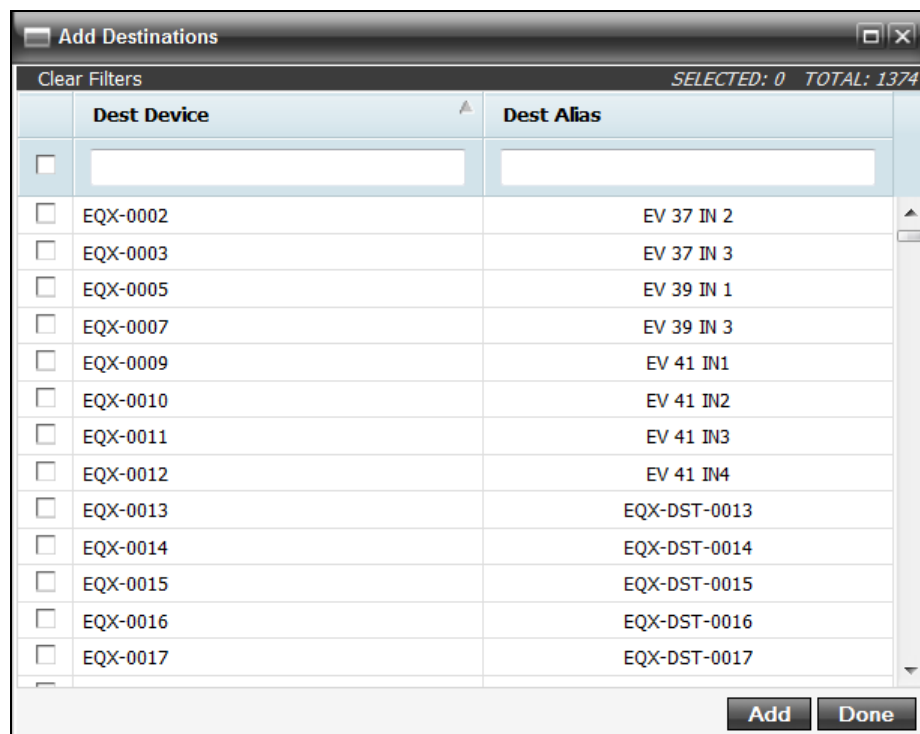 Add Destinations
Clear Filters SELECTED: 0 TOTAL: 1374
Dest Device Dest Alias
EQX-0002 EV 37 IN 2
EQX-0003 EV 37 IN 3
EQX-0005 EV 39 IN 1
EQX-0007 EV 39 IN 3
EQX-0009 EV 41 IN1
EQX-0010 EV 41 IN2
EQX-0011 EV 41 IN3
EQX-0012 EV 41 IN4
EQX-0013 EQX-DST-0013
EQX-0014 EQX-DST-0014
EQX-0015 EQX-DST-0015
EQX-0016 EQX-DST-0016
EQX-0017 EQX-DST-0017
Add Done